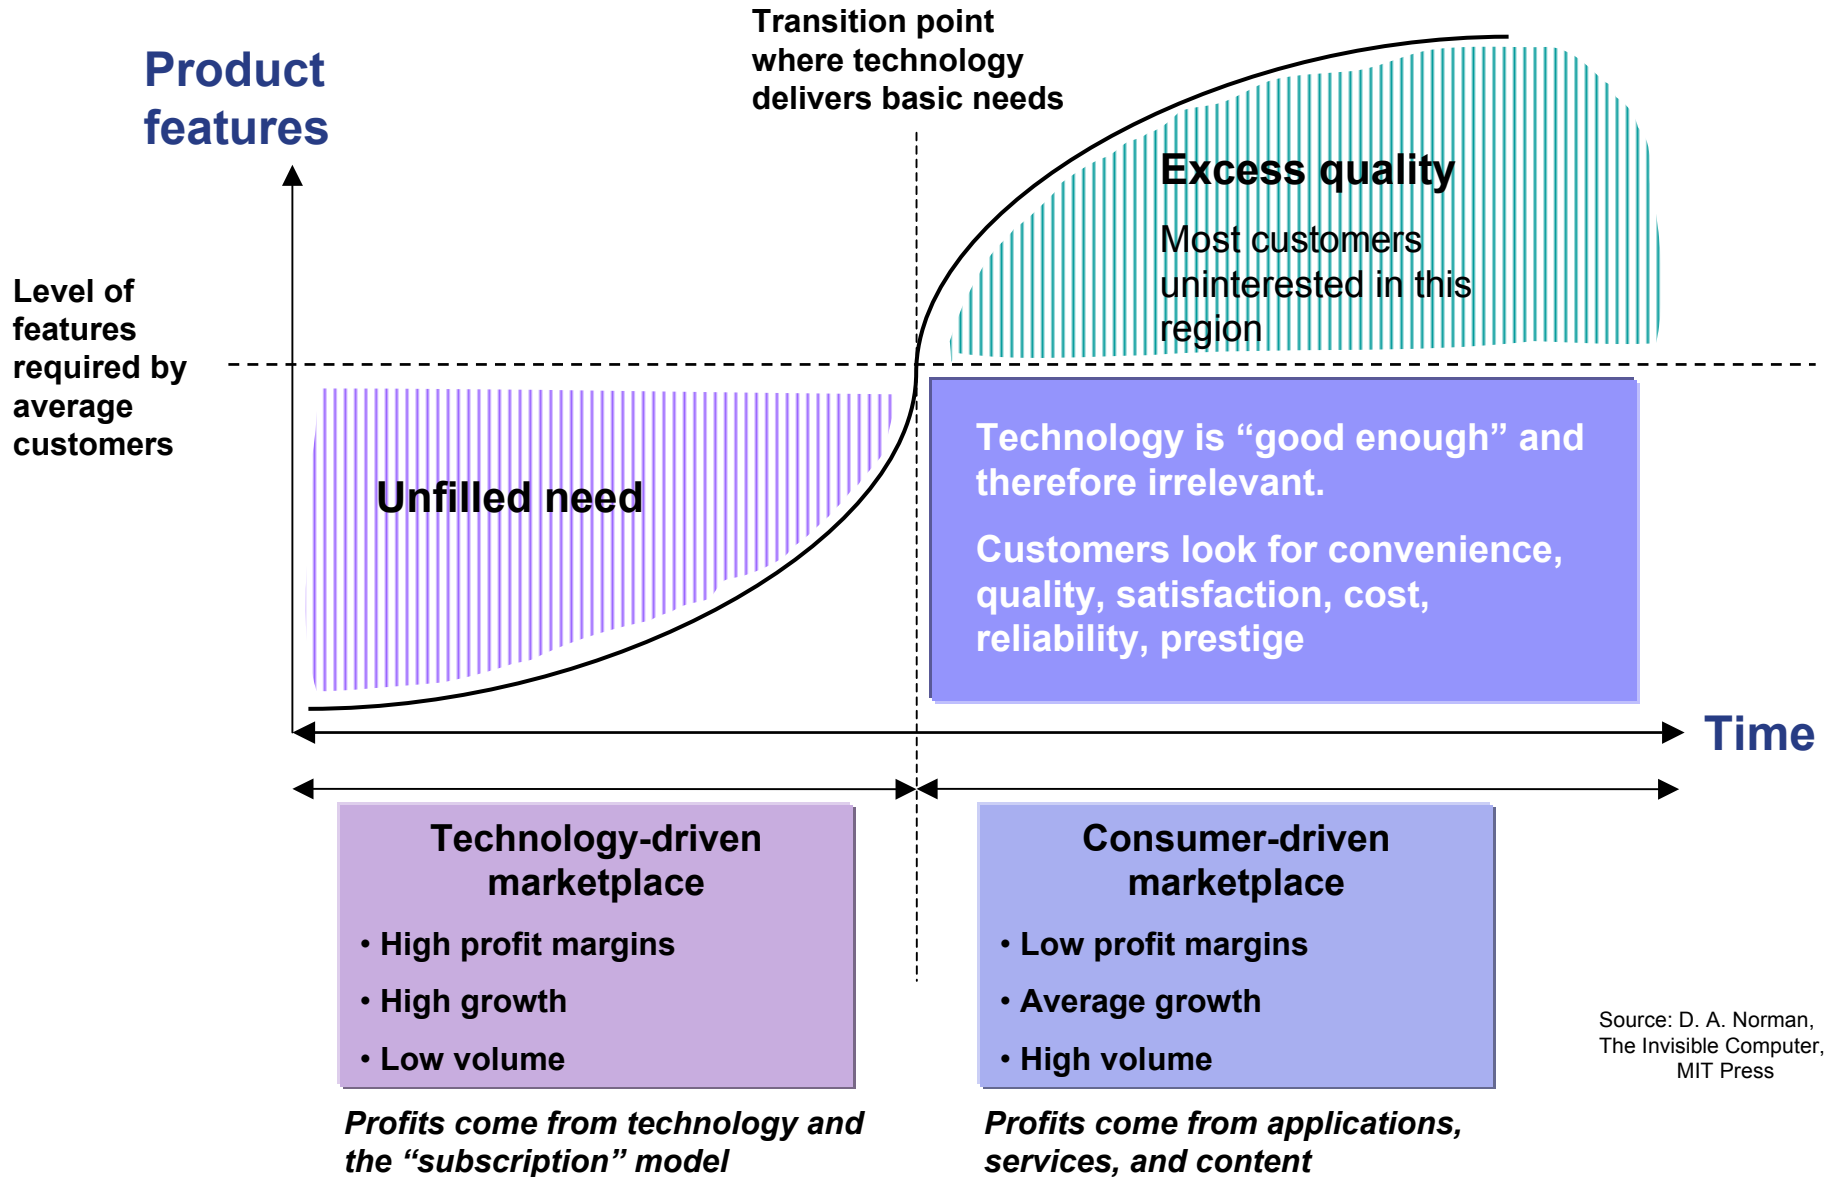 Transition point
where technology
delivers basic needs
Product
features
Excess quality
Most customers
uninterested in this
region
Level of
features
required by
average
customers
Unfilled need
Technology is “good enough” and
therefore irrelevant.
Customers look for convenience,
quality, satisfaction, cost,
reliability, prestige
Time
Technology-driven
marketplace
• High profit margins
• High growth
• Low volume
Profits come from technology and
the “subscription” model
Consumer-driven
marketplace
• Low profit margins
• Average growth
• High volume
Profits come from applications,
services, and content
Source: D. A. Norman,
The Invisible Computer,
MIT Press